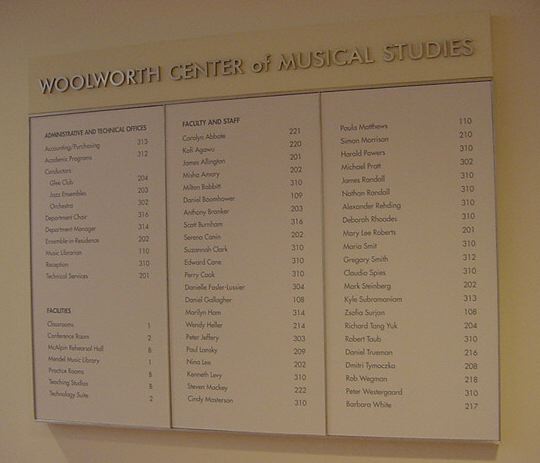 WOOLWORTH CENTER of MUSICAL STUDIES
ADMINISTRATIVE AND TECHNICAL OFFICES
Accounting/Purchasing 313
Academic Programs 312
Conductors
Glee Club 204
Jazz Ensembles 203
Orchestra 302
Department Chair 316
Department Manager 314
Ensemble in Residence 202
Music Librarian 110
Reception 310
Technical Services 201
FACILITIES
Classrooms 1
Conference Room 2
McAlpin Rehearsal Hall B
Mendel Music Library 1
Practice Rooms B
Teaching Studios B
Technology Suite 2
FACULTY AND STAFF
Carolyn Abbate 221
Kofi Agawu 220
James Allington 201
Misha Amory 202
Milton Babbitt 310
Daniel Boomhower 109
Anthony Branker 203
Scott Burnham 316
Serena Canin 202
Suzannah Clark 310
Edward Cone 310
Perry Cook 310
Danielle Fosler-Lussier 304
Daniel Gallagher 108
Marilyn Ham 314
Wendy Heller 214
Peter Jeffery 303
Paul Lansky 209
Nina Lee 202
Kenneth Levy 310
Steven Mackey 222
Cindy Masterson 310
Paula Matthews 110
Simon Morrison 210
Harold Powers 310
Michael Pratt 302
James Randall 310
Nathan Randall 310
Alexander Rehding 310
Deborah Rhoades 310
Mary Lee Roberts 201
Maria Smit 310
Gregory Smith 312
Claudia Spies 310
Mark Steinberg 202
Kyle Subramaniam 313
Zsofia Surjan 108
Richard Tang Yuk 204
Robert Taub 310
Daniel Trueman 216
Dmitri Tymoczko 208
Rob Wegman 218
Peter Westergaard 310
Barbara White 217